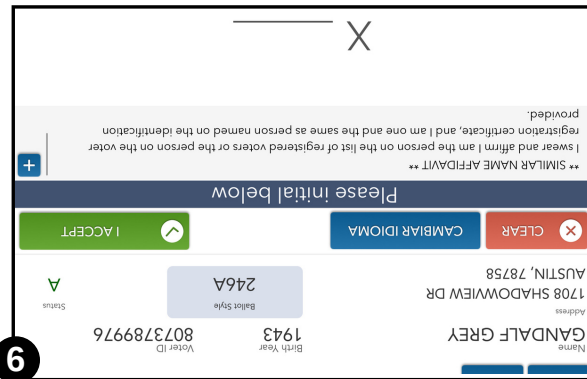 Name
GANDALF GREY
Birth Year
1943
Voter ID
8073789976
Address
1708 SHADOWVIEW DR
AUSTIN, 78758
Ballot Style
246A
Status
A
CLEAR
CAMBIAR IDIOMA
I ACCEPT
Please initial below
** SIMILAR NAME AFFIDAVIT **
I swear and affirm I am the person on the list of registered voters or the person on the voter
registration certificate, and I am one and the same as person named on the identification
provided.
+
X
6